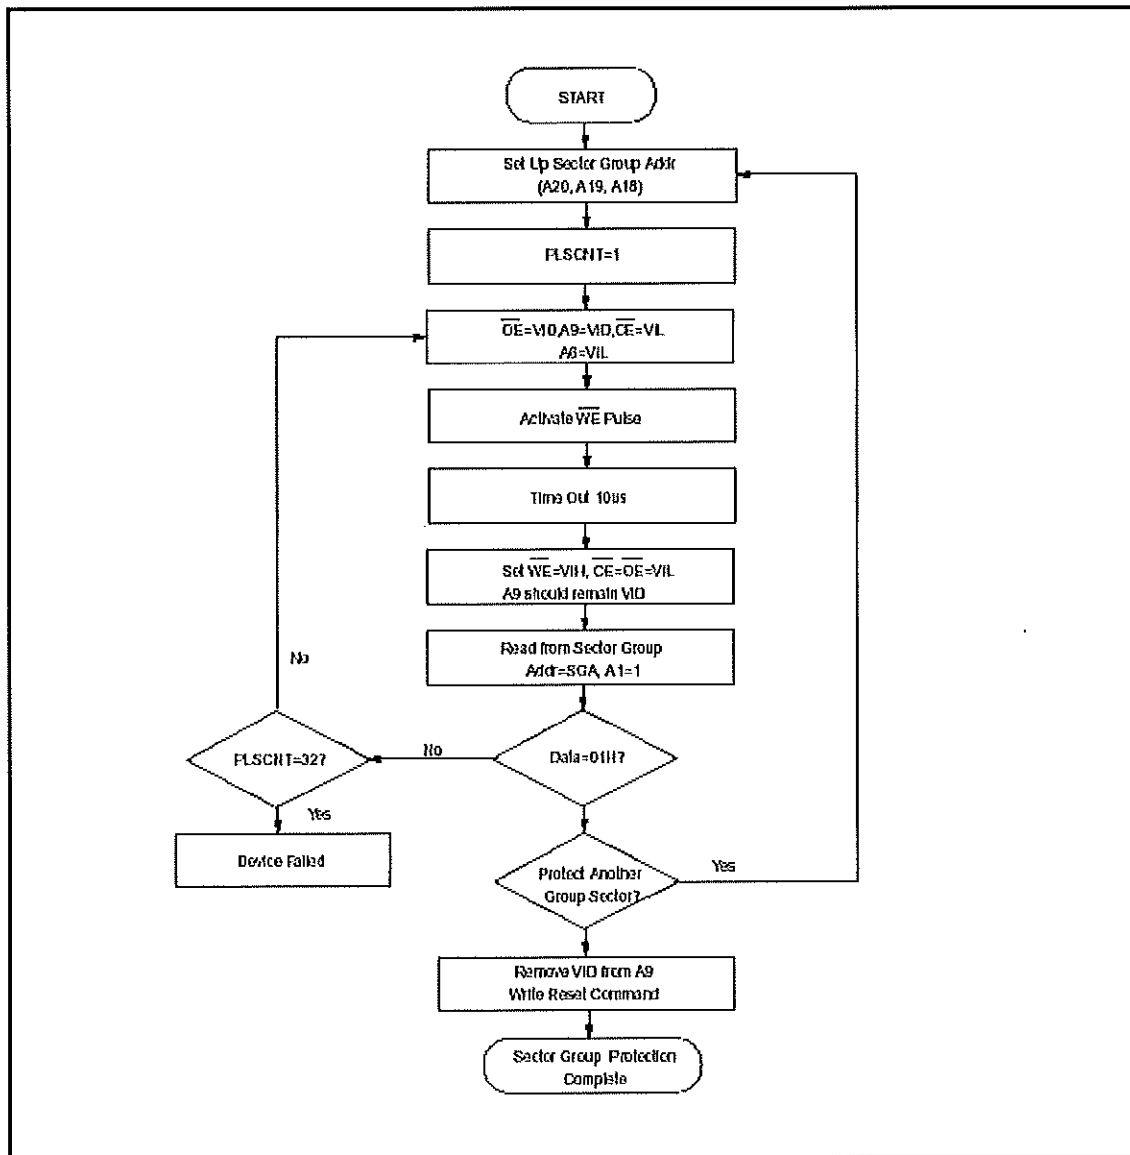 START
Set Up Sector Group Addr
(A20, A19, A18)
PLSCNT=1
OE=VID,A9=VID,CE=VIL
A6=VIL
Activate WE Pulse
Time Out 10us
Set WE=VIH, CE=OE=VIL
A9 should remain VID
Read from Sector Group
Addr=SGA, A1=1
No
No
PLSCNT=32?
Data=01H?
Yes
Device Failed
Protect Another
Group Sector?
Yes
Remove VID from A9
Write Reset Command
Sector Group Protection
Complete